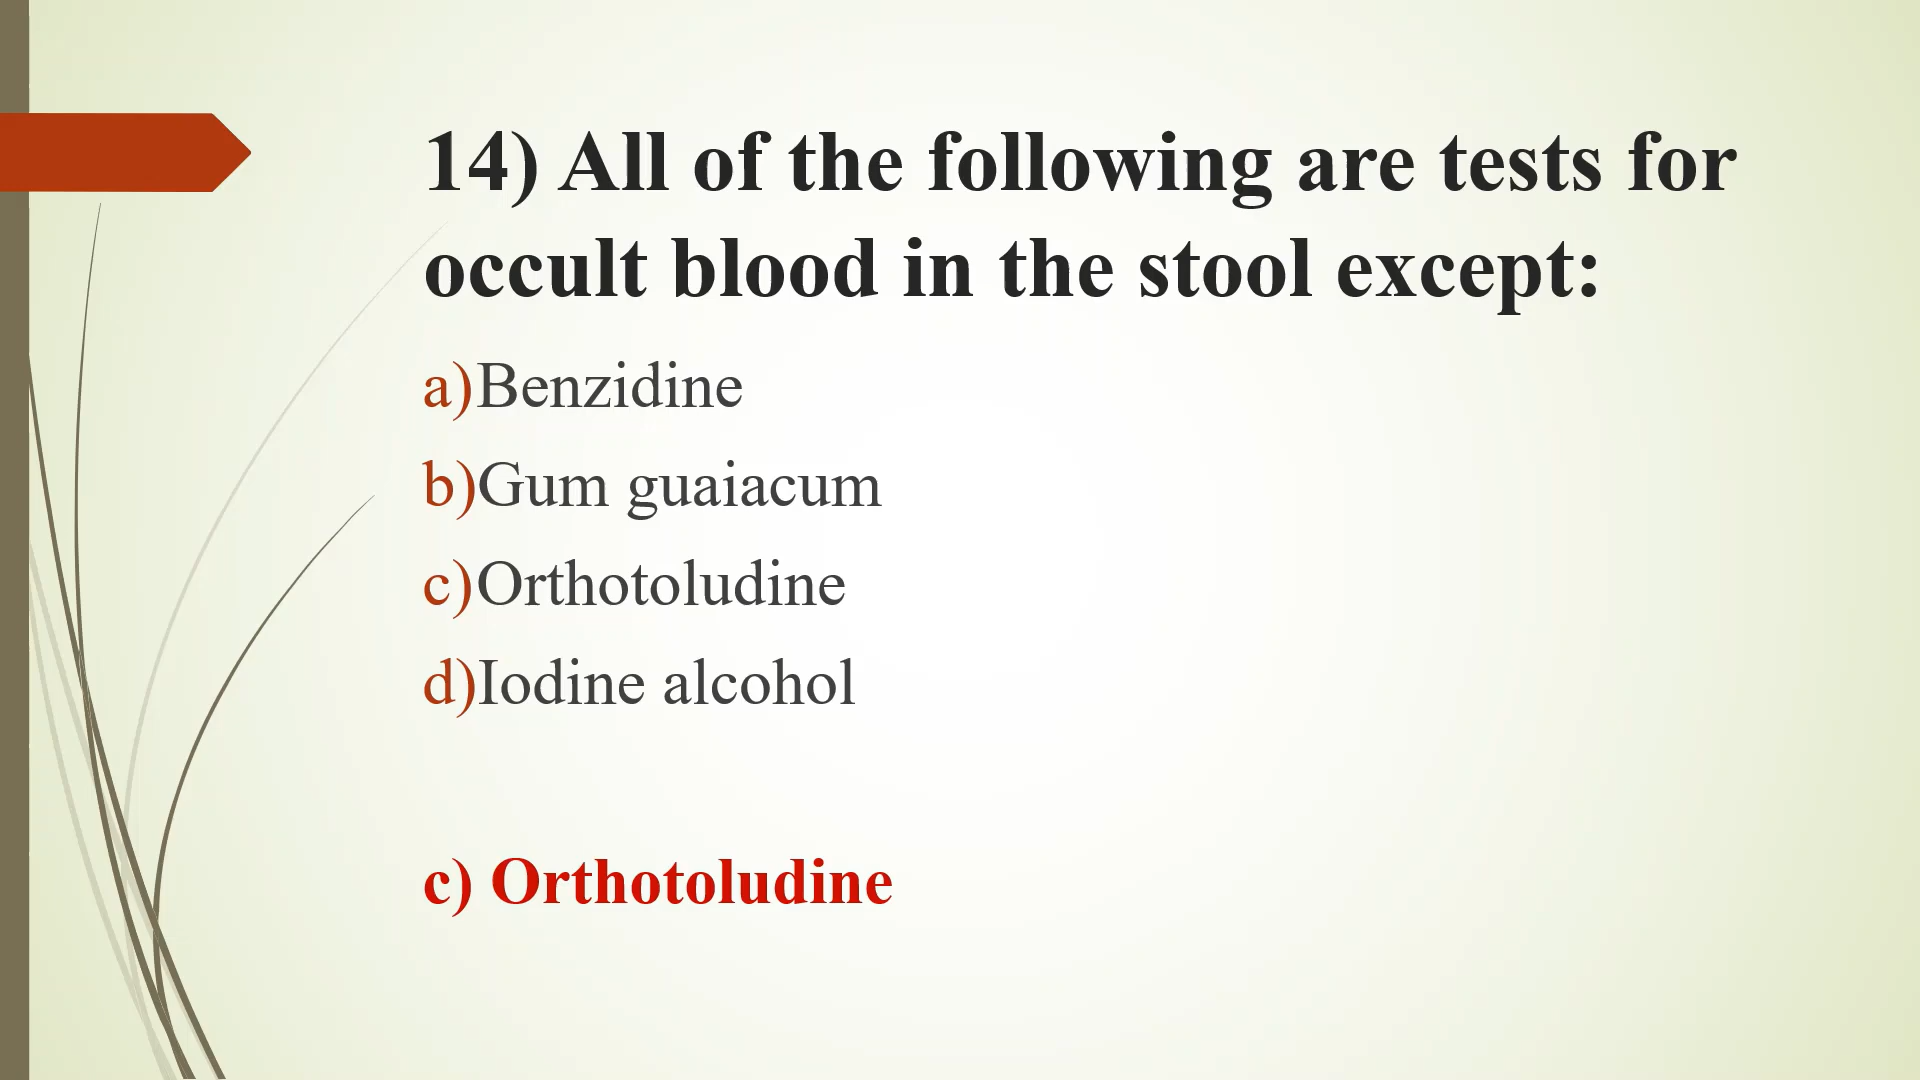 14) All of the following are tests for
occult blood in the stool except:
a)Benzidine
b)Gum guaiacum
c)Orthotoludine
d)Iodine alcohol
c) Orthotoludine